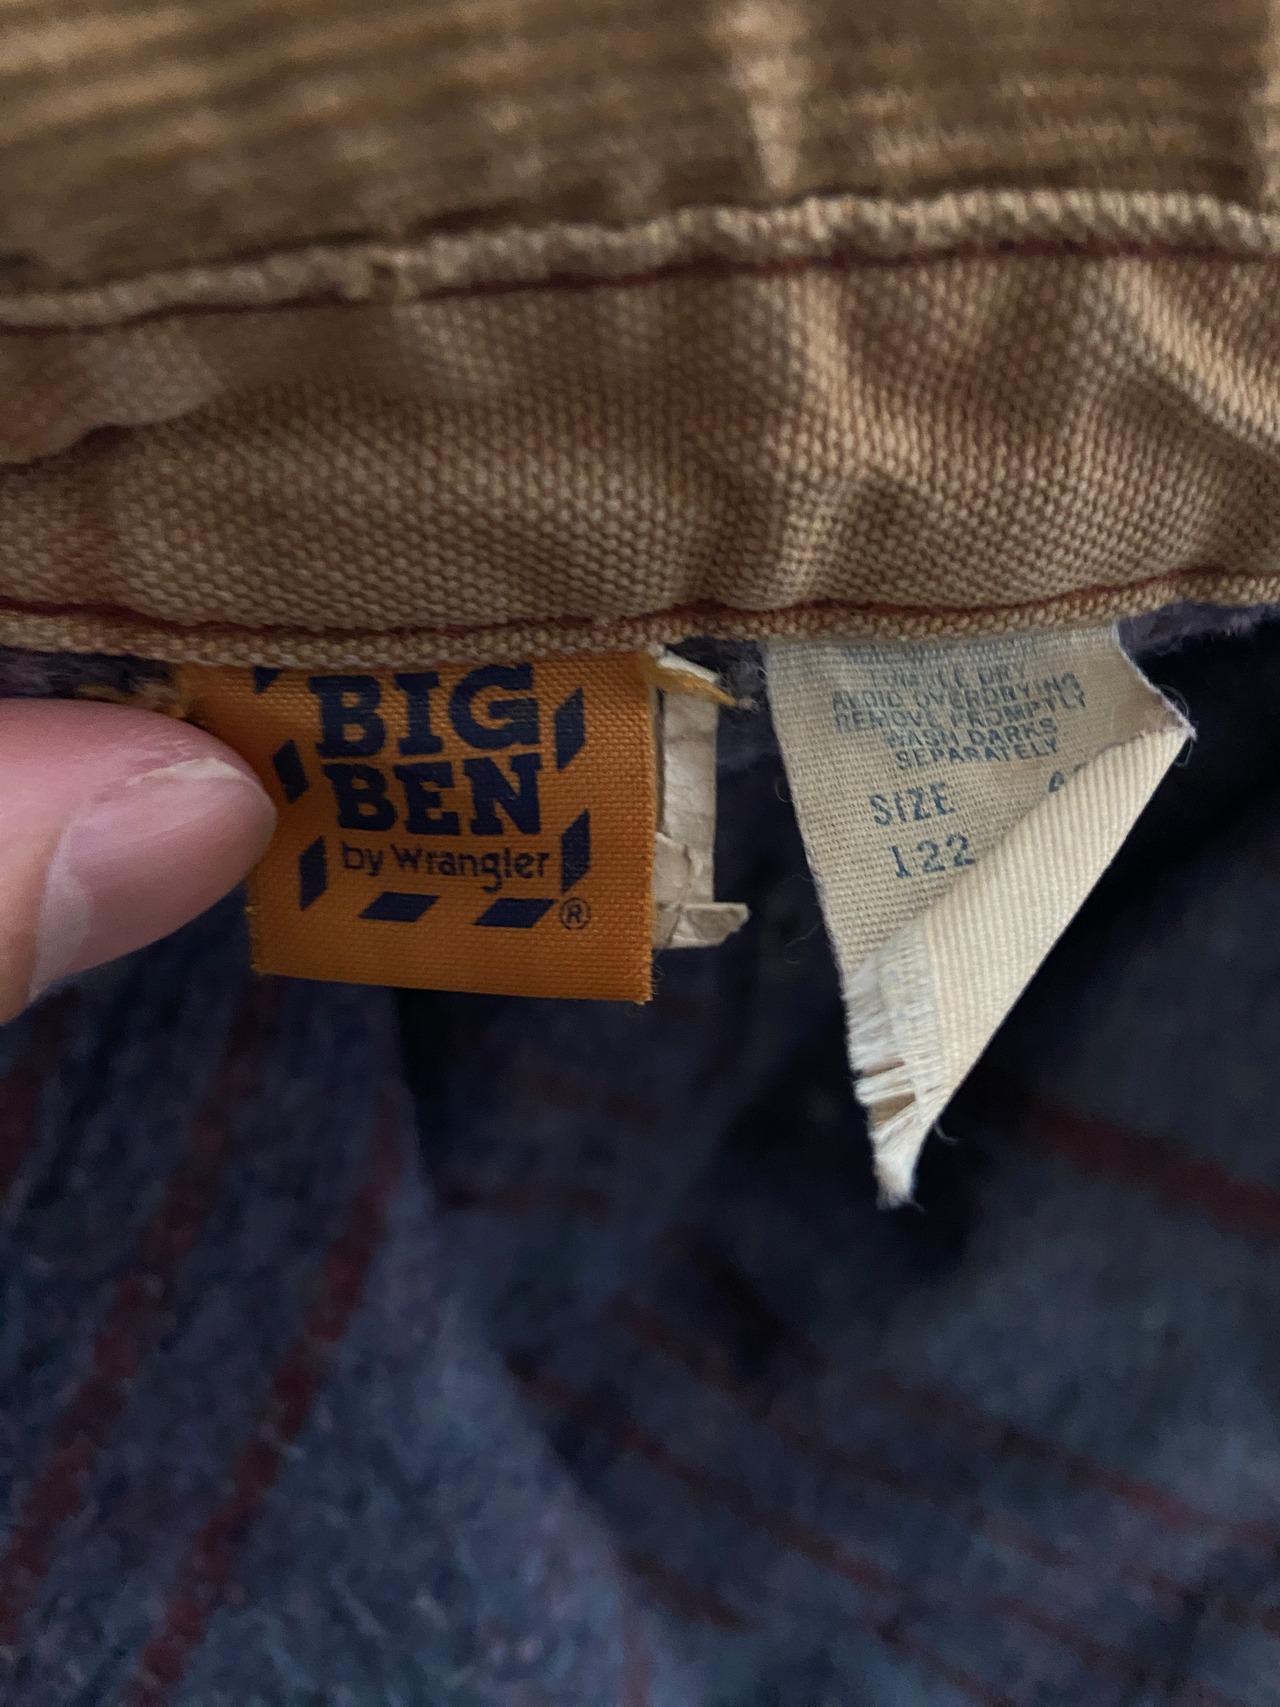 BIG
BEN
by Wrangler
®
TUMBLE DRY
AVOID OVERDRYING
REMOVE PROMPTLY
WASH DARKS
SEPARATELY
SIZE
122